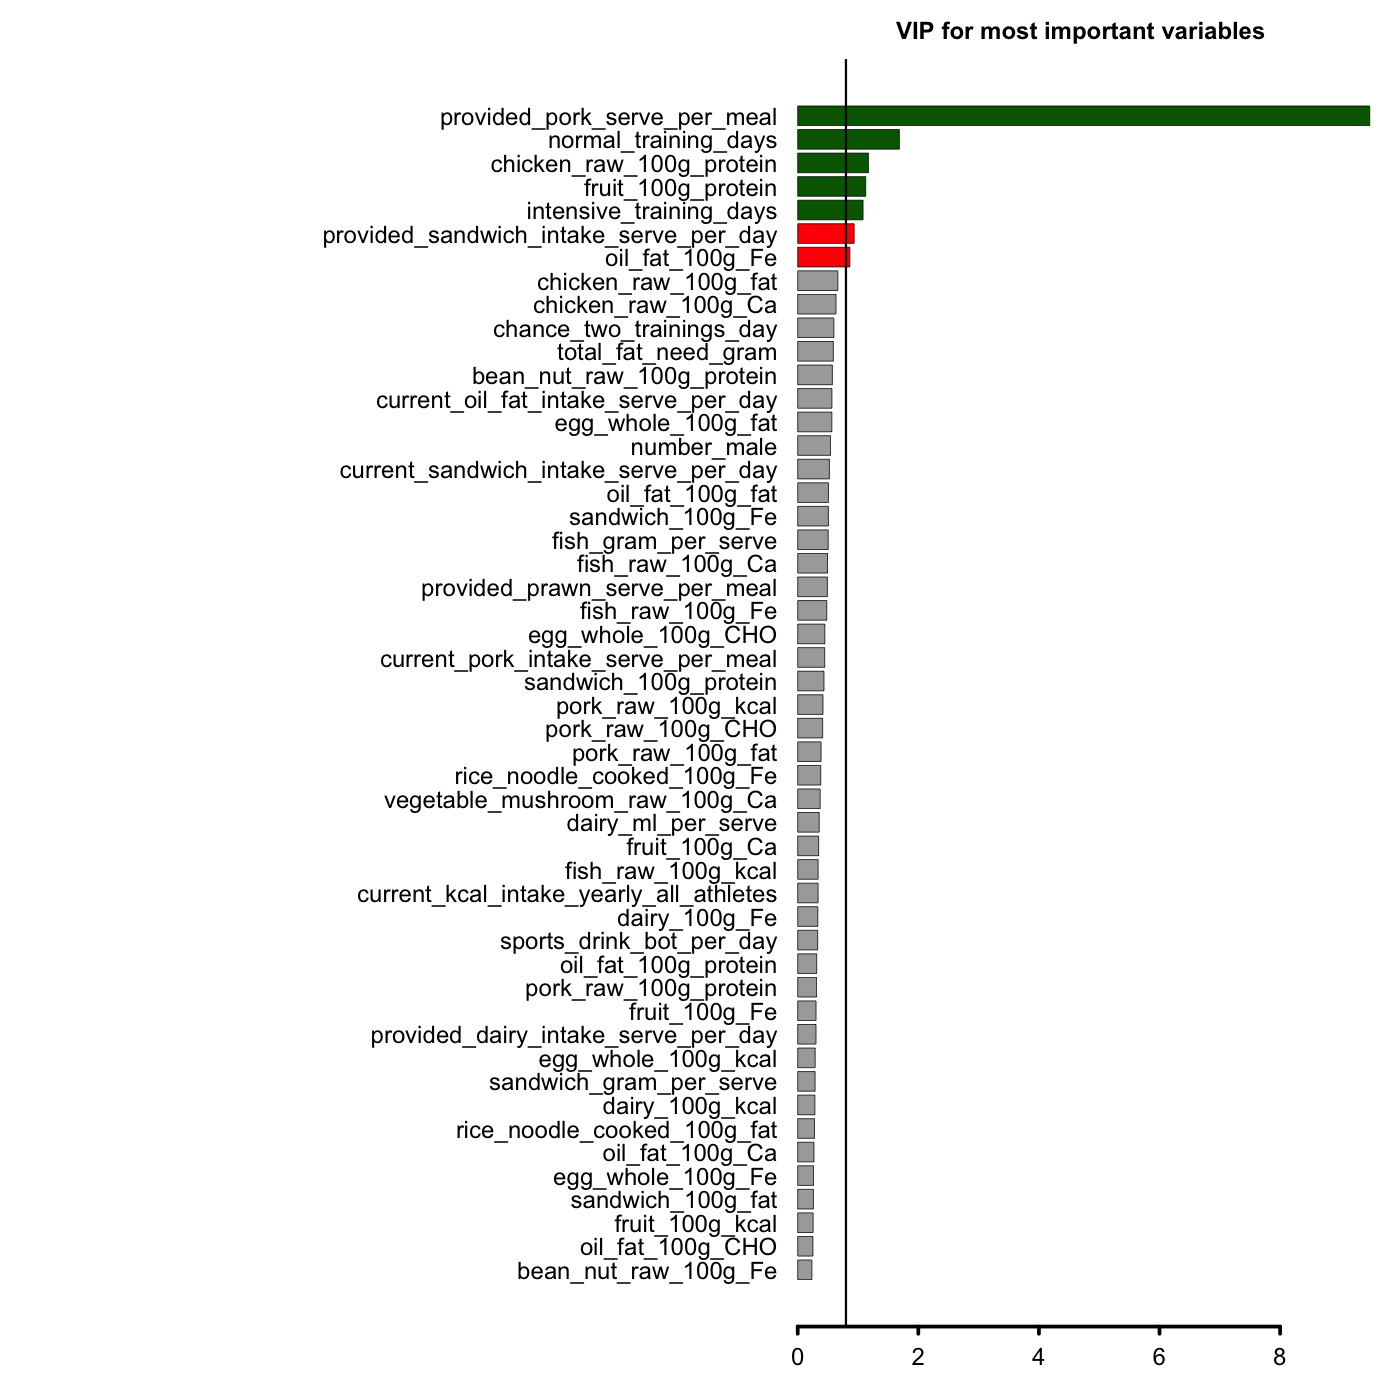 VIP for most important variables
provided_pork_serve_per_meal
normal_training_days
chicken_raw_100g_protein
fruit_100g_protein
intensive_training_days
provided_sandwich_intake_serve_per_day
oil_fat_100g_Fe
chicken_raw_100g_fat
chicken_raw_100g_Ca
chance_two_trainings_day
total_fat_need_gram
bean_nut_raw_100g_protein
current_oil_fat_intake_serve_per_day
egg_whole_100g_fat
number_male
current_sandwich_intake_serve_per_day
oil_fat_100g_fat
sandwich_100g_Fe
fish_gram_per_serve
fish_raw_100g_Ca
provided_prawn_serve_per_meal
fish_raw_100g_Fe
egg_whole_100g_CHO
current_pork_intake_serve_per_meal
sandwich_100g_protein
pork_raw_100g_kcal
pork_raw_100g_CHO
pork_raw_100g_fat
rice_noodle_cooked_100g_Fe
vegetable_mushroom_raw_100g_Ca
dairy_ml_per_serve
fruit_100g_Ca
fish_raw_100g_kcal
current_kcal_intake_yearly_all_athletes
dairy_100g_Fe
sports_drink_bot_per_day
oil_fat_100g_protein
pork_raw_100g_protein
fruit_100g_Fe
provided_dairy_intake_serve_per_day
egg_whole_100g_kcal
sandwich_gram_per_serve
dairy_100g_kcal
rice_noodle_cooked_100g_fat
oil_fat_100g_Ca
egg_whole_100g_Fe
sandwich_100g_fat
fruit_100g_kcal
oil_fat_100g_CHO
bean_nut_raw_100g_Fe
0 2 4 6 8